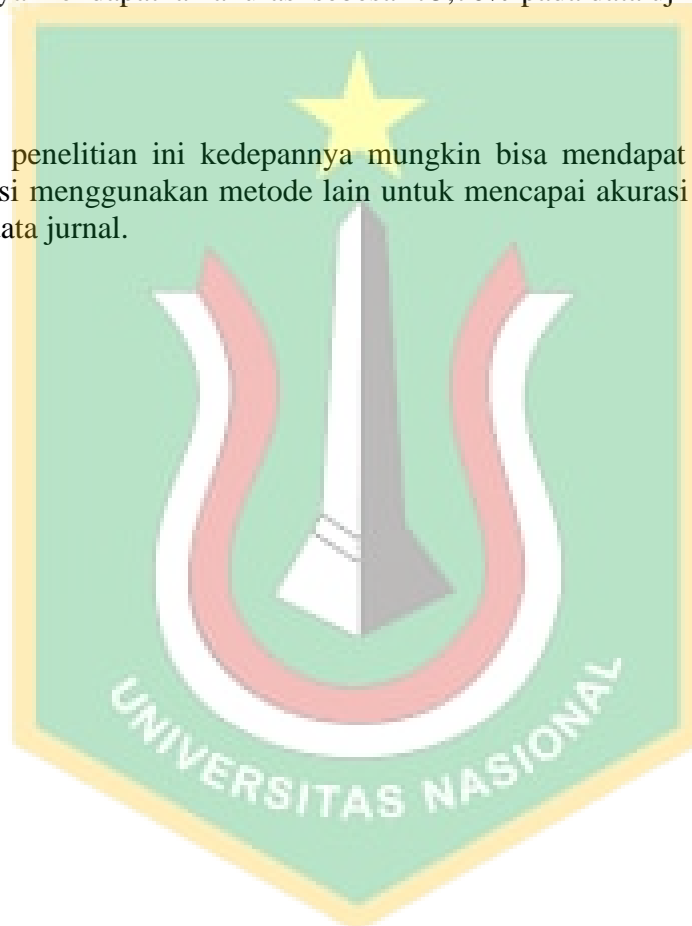 penelitian ini kedepannya mungkin bisa mendapat
si menggunakan metode lain untuk mencapai akurasi
ata jurnal.
UNIVERSITAS NASIONAL